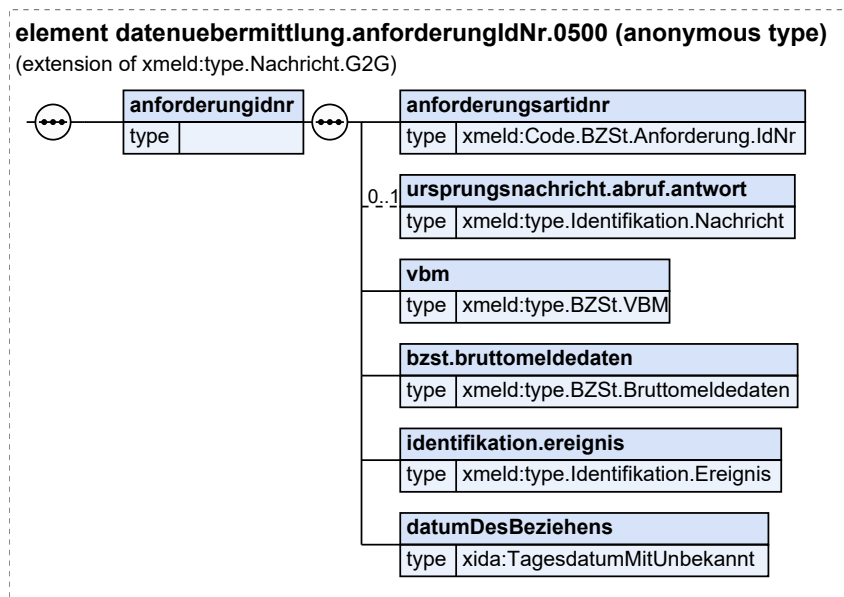 element datenuebermittlung.anforderungIdNr.0500 (anonymous type)
(extension of xmeld:type.Nachricht.G2G)
anforderungidnr
type
anforderungsartidnr
type xmeld:Code.BZSt.Anforderung.IdNr
0..1
ursprungsnachricht.abruf.antwort
type xmeld:type.Identifikation.Nachricht
vbm
type xmeld:type.BZSt.VBM
bzst.bruttomeldedaten
type xmeld:type.BZSt.Bruttomeldedaten
identifikation.ereignis
type xmeld:type.Identifikation.Ereignis
datumDesBeziehens
type xida:TagesdatumMitUnbekannt